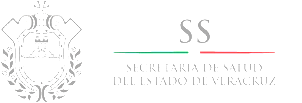 SS
SECRETARÍA DE SALUD
DEL ESTADO DE VERACRUZ